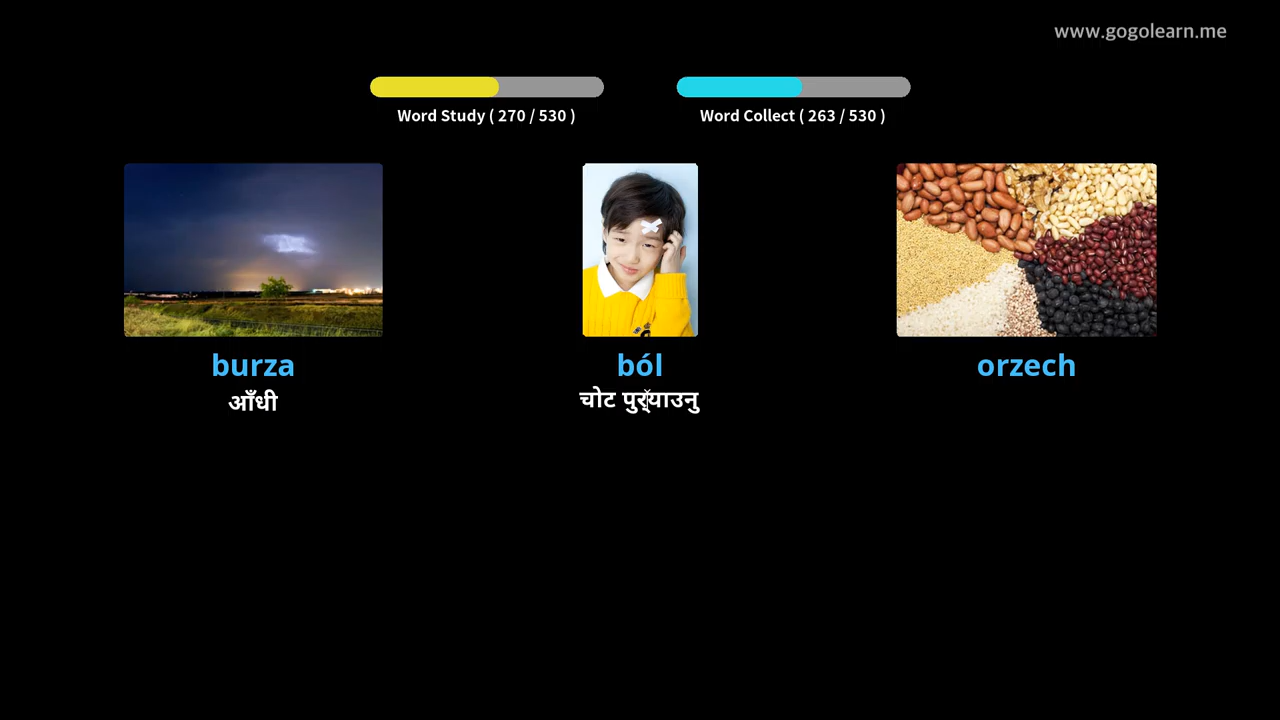 www.gogolearn.me
Word Study ( 270 / 530 )
Word Collect ( 263 / 530 )
burza
ból
orzech
आँधी
चोट पुर्‍याउनु